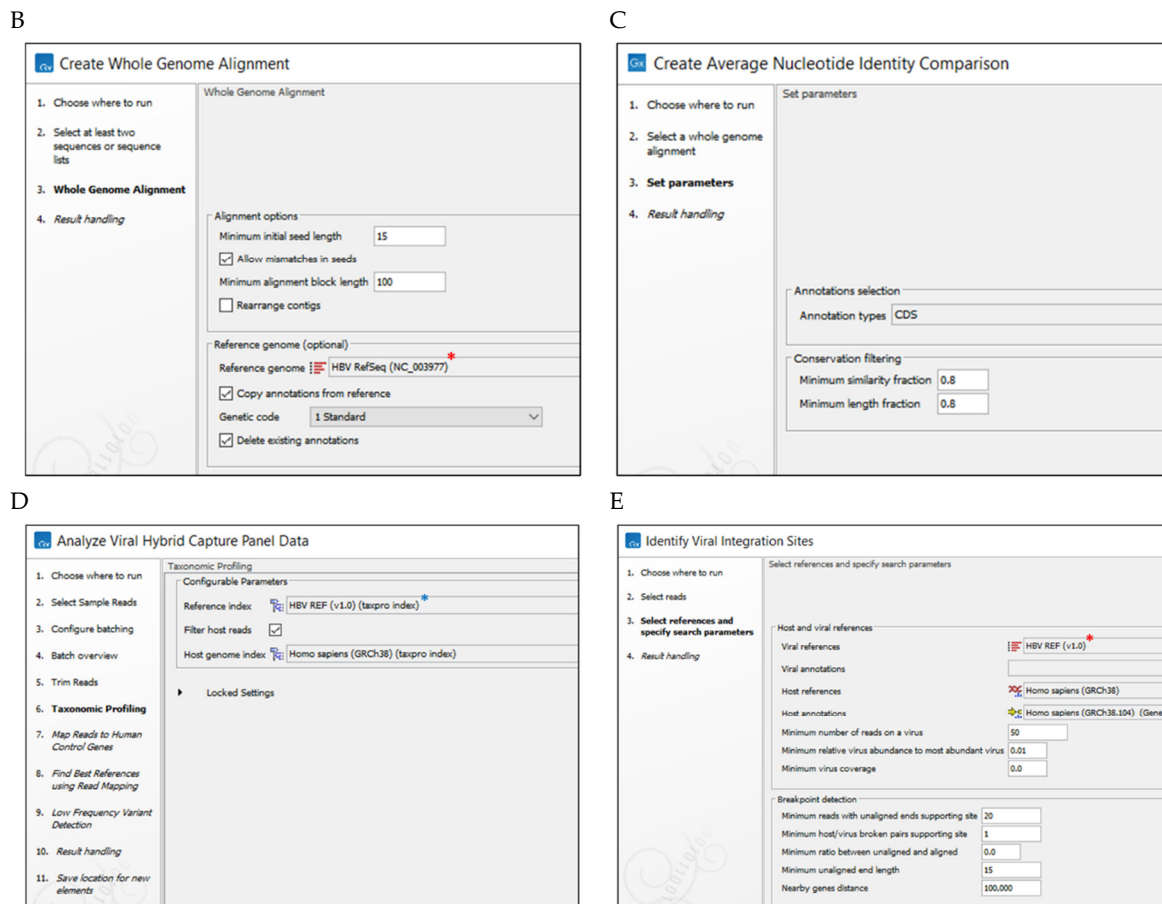 B
Gx Create Whole Genome Alignment
1. Choose where to run
2. Select at least two
sequences or sequence
lists
3. Whole Genome Alignment
4. Result handling
Whole Genome Alignment
Alignment options
Minimum initial seed length 15
Allow mismatches in seeds
Minimum alignment block length 100
Rearrange contigs
Reference genome (optional)
Reference genome HBV RefSeq (NC_003977) *
Copy annotations from reference
Genetic code 1 Standard
Delete existing annotations
C
Gx Create Average Nucleotide Identity Comparison
1. Choose where to run
2. Select a whole genome
alignment
3. Set parameters
4. Result handling
Set parameters
Annotations selection
Annotation types CDS
Conservation filtering
Minimum similarity fraction 0.8
Minimum length fraction 0.8
D
Gx Analyze Viral Hybrid Capture Panel Data
1. Choose where to run
2. Select Sample Reads
3. Configure batching
4. Batch overview
5. Trim Reads
6. Taxonomic Profiling
7. Map Reads to Human
Control Genes
8. Find Best References
using Read Mapping
9. Low Frequency Variant
Detection
10. Result handling
11. Save location for new
elements
Taxonomic Profiling
Configurable Parameters
Reference index HBV REF (v1.0) (taxpro index) *
Filter host reads
Host genome index Homo sapiens (GRCh38) (taxpro index)
Locked Settings
E
Gx Identify Viral Integration Sites
1. Choose where to run
2. Select reads
3. Select references and
specify search parameters
4. Result handling
Select references and specify search parameters
Host and viral references
Viral references HBV REF (v1.0) *
Viral annotations
Host references Homo sapiens (GRCh38)
Host annotations Homo sapiens (GRCh38.104) (Gene
Minimum number of reads on a virus 50
Minimum relative virus abundance to most abundant virus 0.01
Minimum virus coverage 0.0
Breakpoint detection
Minimum reads with unaligned ends supporting site 20
Minimum host/virus broken pairs supporting site 1
Minimum ratio between unaligned and aligned 0.0
Minimum unaligned end length 15
Nearby genes distance 100,000